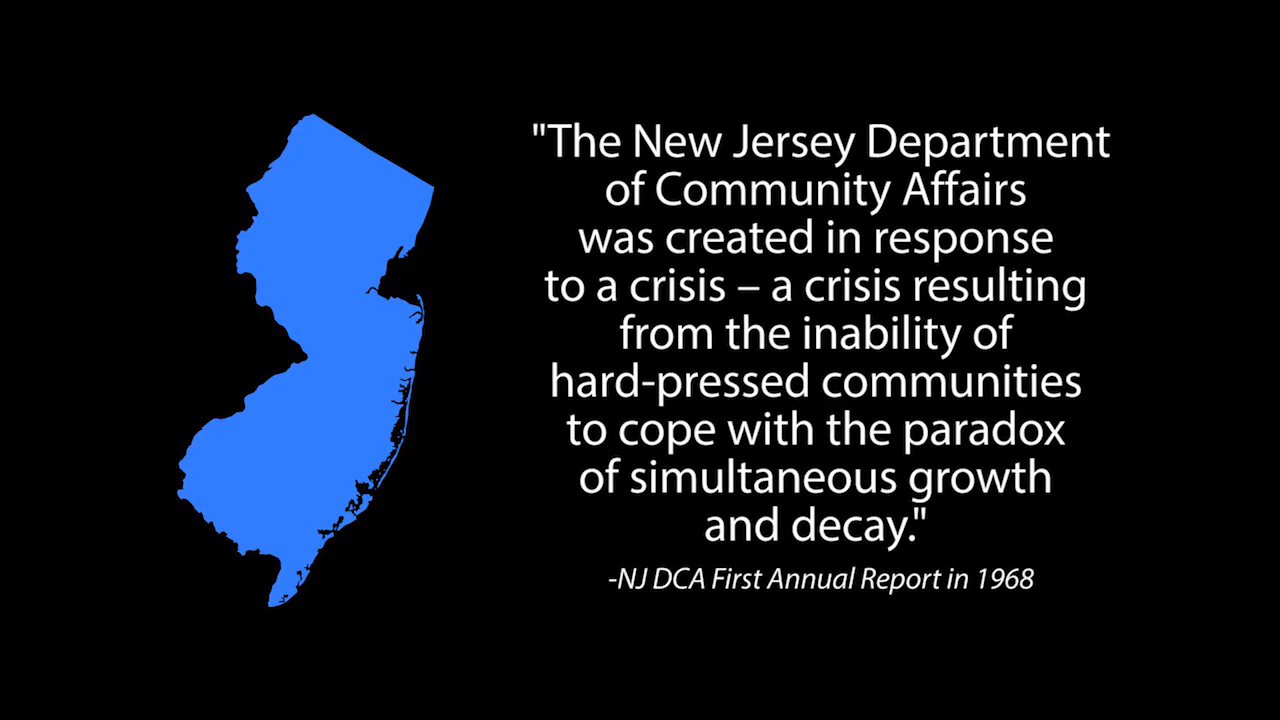 "The New Jersey Department
of Community Affairs
was created in response
to a crisis – a crisis resulting
from the inability of
hard-pressed communities
to cope with the paradox
of simultaneous growth
and decay."
-NJ DCA First Annual Report in 1968